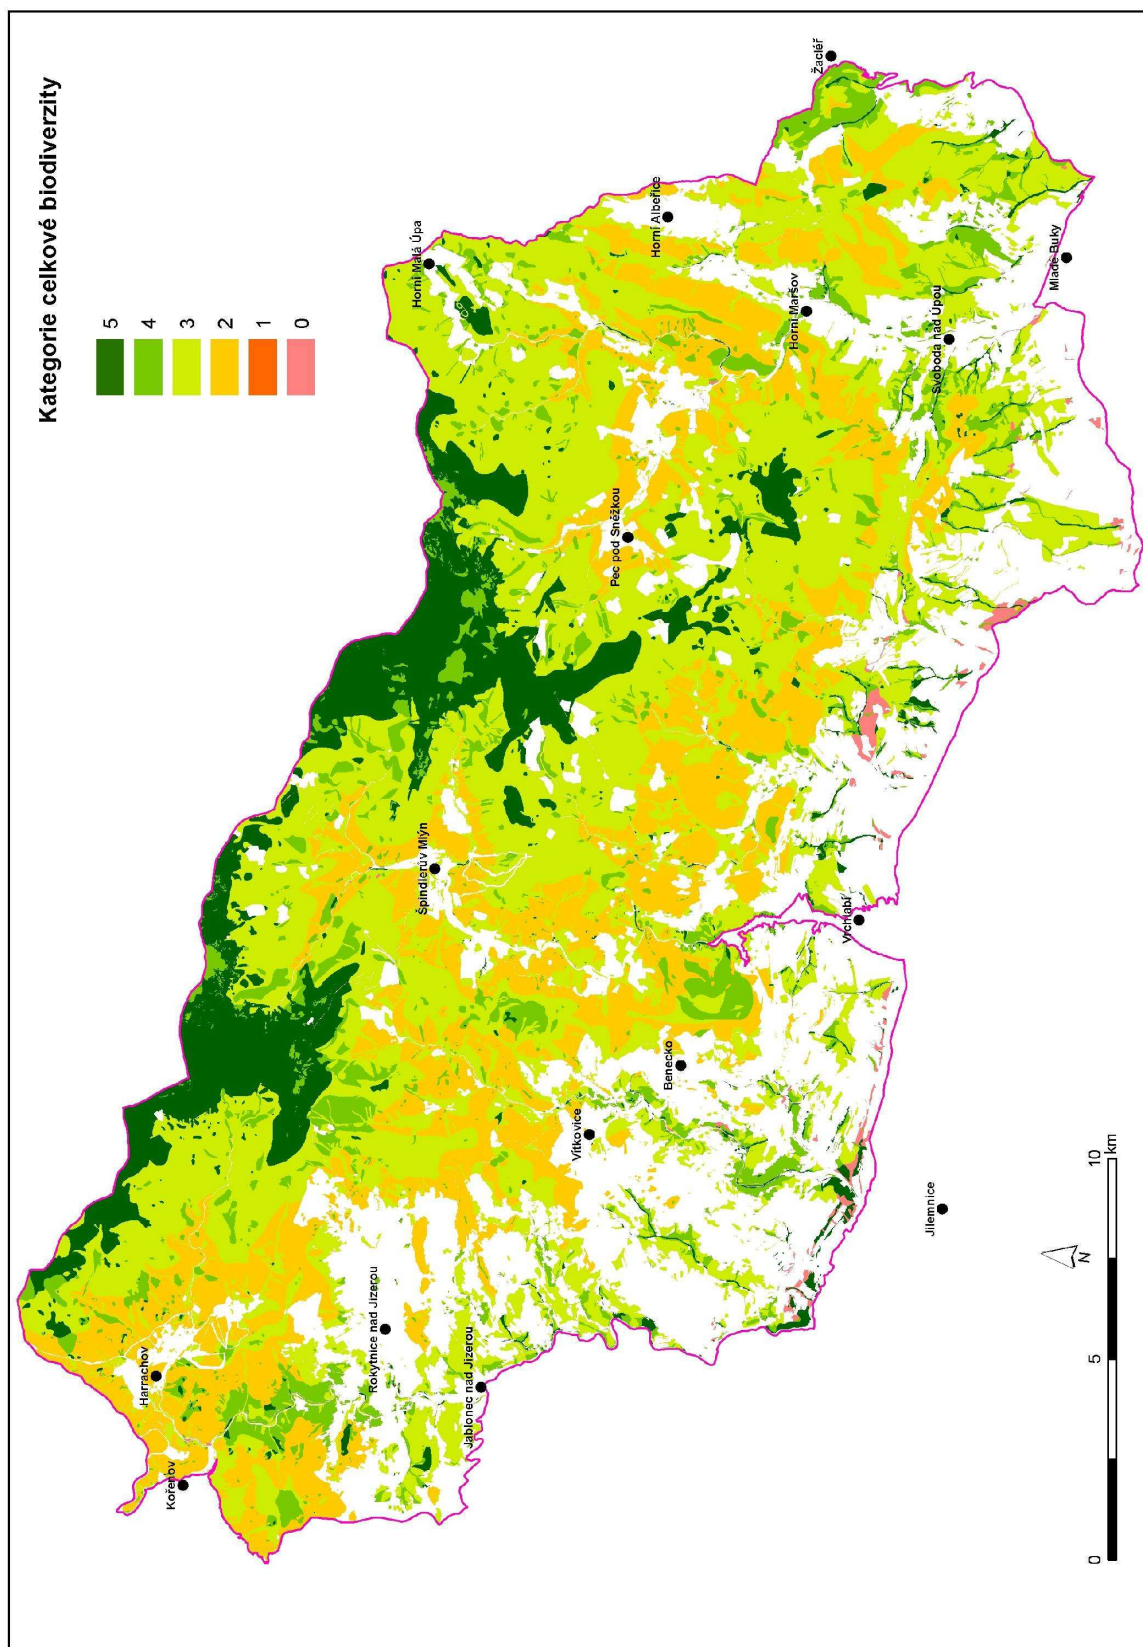 Kategorie celkové biodiverzity
5
4
3
2
1
0
Žacléř
Horní Malá Úpa
Horní Albeřice
Mladé Buky
Horní Maršov
Svoboda nad Úpou
Pec pod Sněžkou
Špindlerův Mlýn
Vrchlabí
Benecko
Vítkovice
Jilemnice
Harrachov
Rokytnice nad Jizerou
Jablonec nad Jizerou
Kořenov
N
0
5
10
km